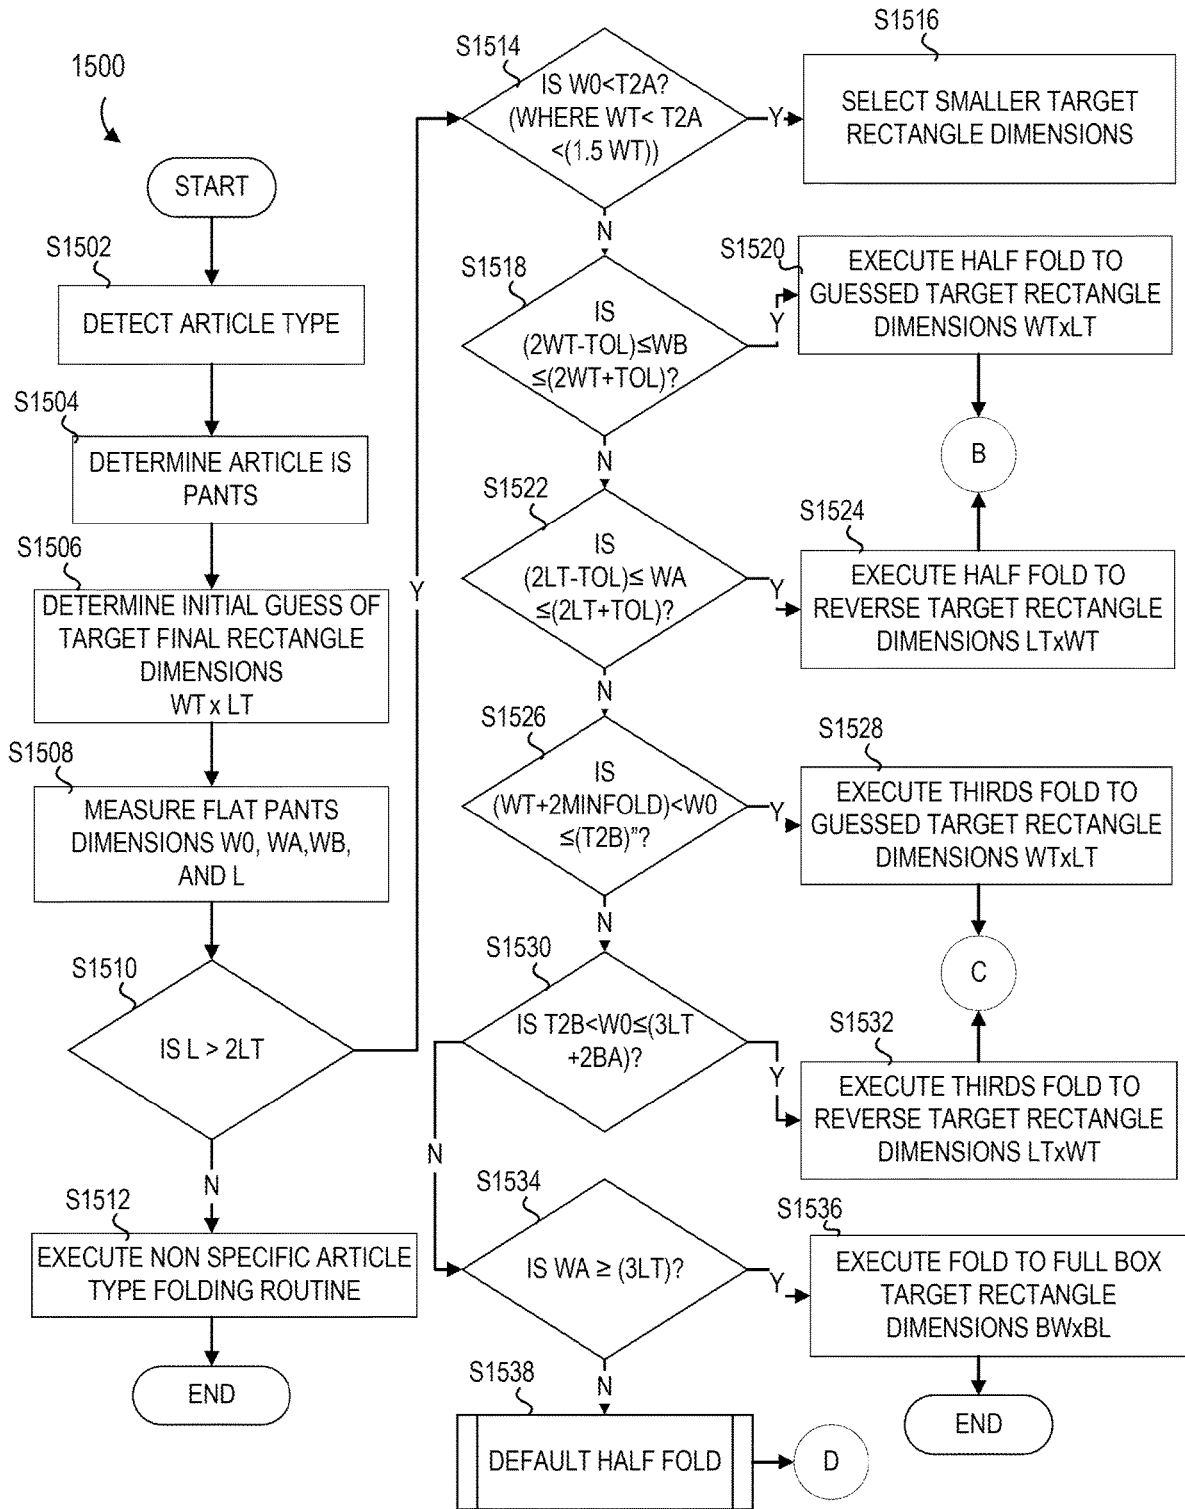 1500
START
S1502
DETECT ARTICLE TYPE
S1504
DETERMINE ARTICLE IS
PANTS
S1506
DETERMINE INITIAL GUESS OF
TARGET FINAL RECTANGLE
DIMENSIONS
WT x LT
S1508
MEASURE FLAT PANTS
DIMENSIONS W0, WA,WB,
AND L
S1510
IS L > 2LT
Y
N
S1512
EXECUTE NON SPECIFIC ARTICLE
TYPE FOLDING ROUTINE
END
S1514
IS W0<T2A?
(WHERE WT< T2A
<(1.5 WT))
Y
N
S1516
SELECT SMALLER TARGET
RECTANGLE DIMENSIONS
S1518
IS
(2WT-TOL)≤WB
≤(2WT+TOL)?
Y
N
S1520
EXECUTE HALF FOLD TO
GUESSED TARGET RECTANGLE
DIMENSIONS WTxLT
B
S1522
IS
(2LT-TOL)≤ WA
≤(2LT+TOL)?
Y
N
S1524
EXECUTE HALF FOLD TO
REVERSE TARGET RECTANGLE
DIMENSIONS LTxWT
S1526
IS
(WT+2MINFOLD)<W0
≤(T2B)”?
Y
N
S1528
EXECUTE THIRDS FOLD TO
GUESSED TARGET RECTANGLE
DIMENSIONS WTxLT
C
S1530
IS T2B<W0≤(3LT
+2BA)?
Y
N
S1532
EXECUTE THIRDS FOLD TO
REVERSE TARGET RECTANGLE
DIMENSIONS LTxWT
S1534
IS WA ≥ (3LT)?
Y
N
S1536
EXECUTE FOLD TO FULL BOX
TARGET RECTANGLE
DIMENSIONS BWxBL
END
S1538
DEFAULT HALF FOLD
D